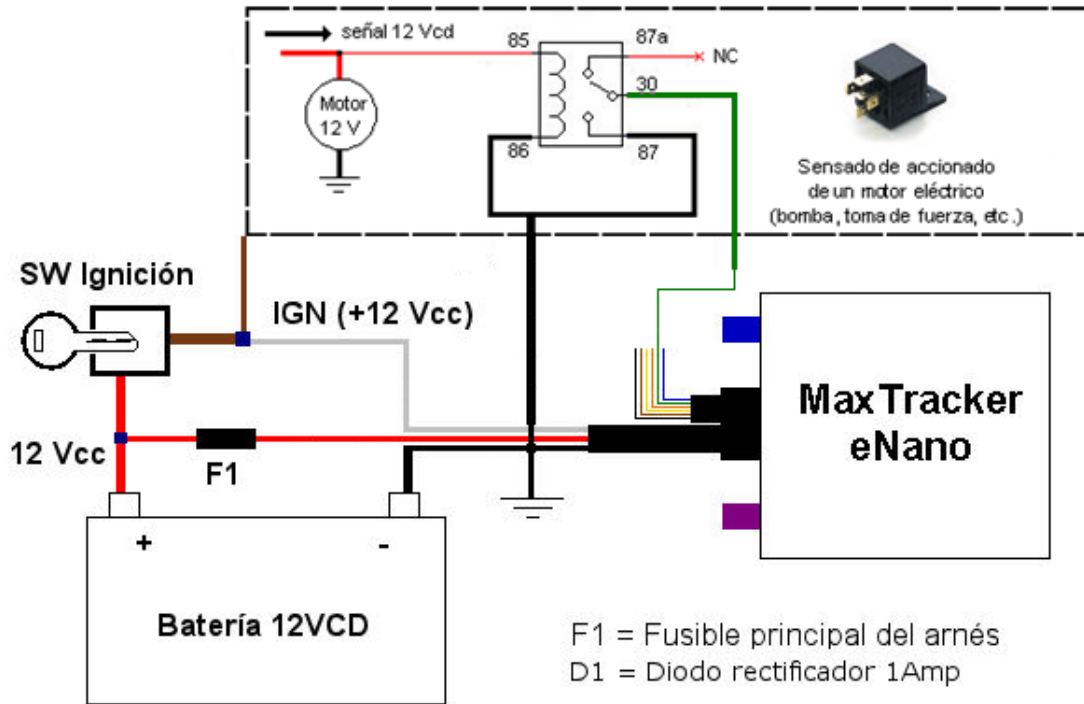 señal 12 Vcd
85
87a
NC
Motor
12 V
30
86
87
Sensado de accionado
de un motor eléctrico
(bomba, toma de fuerza, etc.)
SW Ignición
IGN (+12 Vcc)
MaxTracker
eNano
12 Vcc
F1
+
-
Batería 12VCD
F1 = Fusible principal del arnés
D1 = Diodo rectificador 1Amp